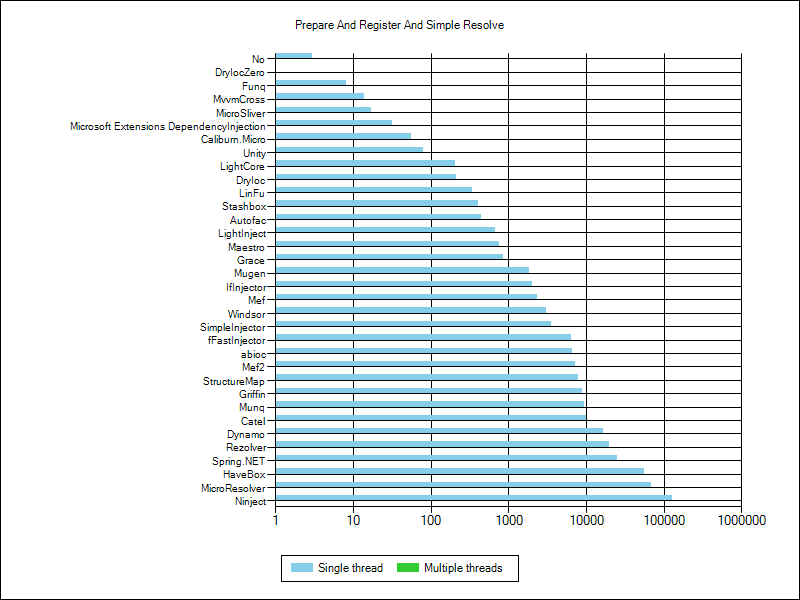 Prepare And Register And Simple Resolve
No
DryIocZero
Funq
MvvmCross
MicroSliver
Microsoft Extensions DependencyInjection
Caliburn.Micro
Unity
LightCore
DryIoc
LinFu
Stashbox
Autofac
LightInject
Maestro
Grace
Mugen
IfInjector
Mef
Windsor
SimpleInjector
fFastInjector
abioc
Mef2
StructureMap
Griffin
Munq
Catel
Dynamo
Rezolver
Spring.NET
HaveBox
MicroResolver
Ninject
1 10 100 1000 10000 100000 1000000
Single thread Multiple threads